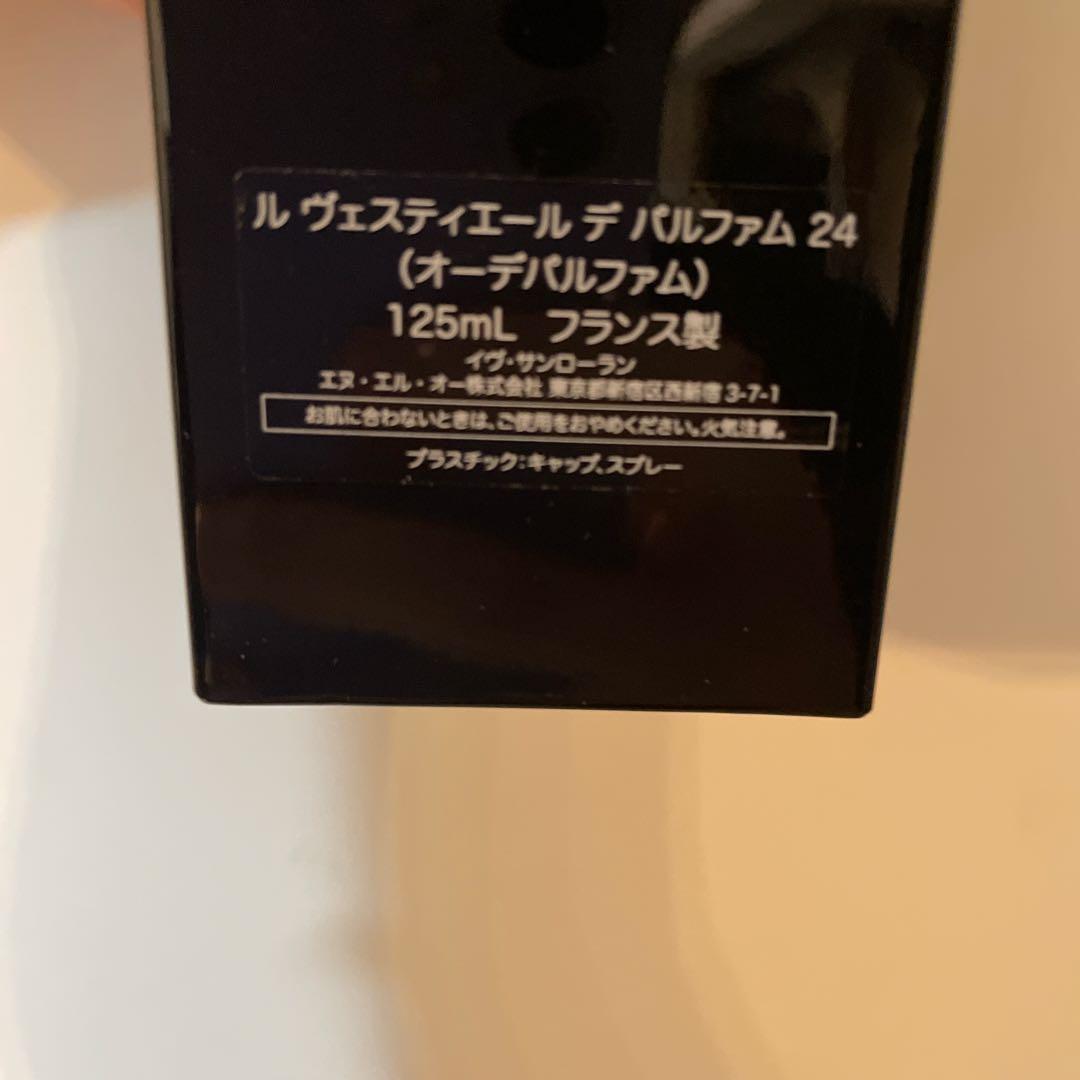 ル ヴェスティエール デ パルファム 24
(オーデパルファム)
125mL フランス製
イヴ・サンローラン
エヌ・エル・オー株式会社 東京都新宿区西新宿3-7-1
お肌に合わないときは、ご使用をおやめください。火気注意。
プラスチック:キャップ、スプレー